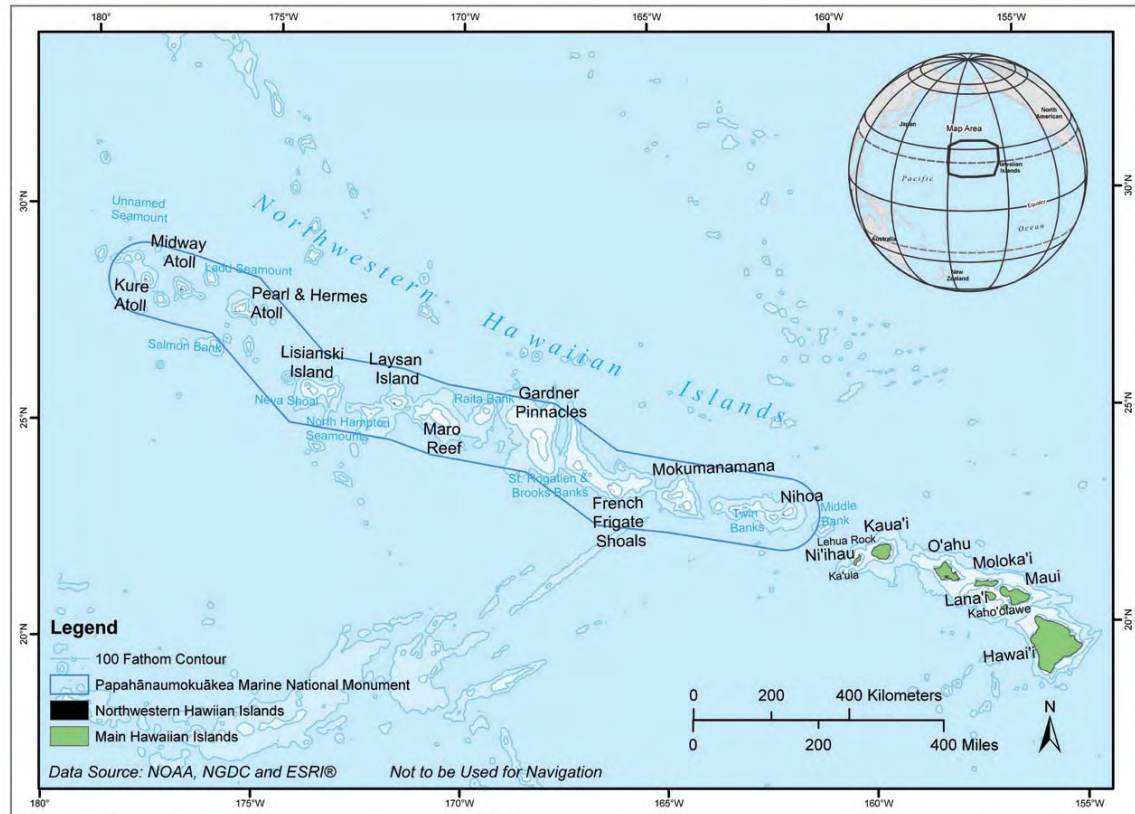 180°
175°W
170°W
165°W
160°W
155°W
30°N
25°N
20°N
30°N
25°N
20°N
Japan
North
American
Map Area
Hawaiian
Islands
Pacific
Equator
Ocean
Australia
New
Zealand
Northwestern Hawaiian Islands
Unnamed
Seamount
Midway
Atoll
Ladd Seamount
Kure
Atoll
Pearl & Hermes
Atoll
Salmon Bank
Lisianski
Island
Laysan
Island
Neva Shoal
North Hampton
Seamounts
Maro
Reef
Raita Bank
Gardner
Pinnacles
St. Rogatien &
Brooks Banks
French
Frigate
Shoals
Mokumanamana
Nihoa
Twin
Banks
Middle
Bank
Kaua'i
Lehua Rock
Ni'ihau
Ka'ula
O'ahu
Moloka'i
Maui
Lana'i
Kaho'olawe
Hawai'i
Legend
100 Fathom Contour
Papahānaumokuākea Marine National Monument
Northwestern Hawiian Islands
Main Hawaiian Islands
0 200 400 Kilometers
0 200 400 Miles
N
Data Source: NOAA, NGDC and ESRI® Not to be Used for Navigation
180°
175°W
170°W
165°W
160°W
155°W